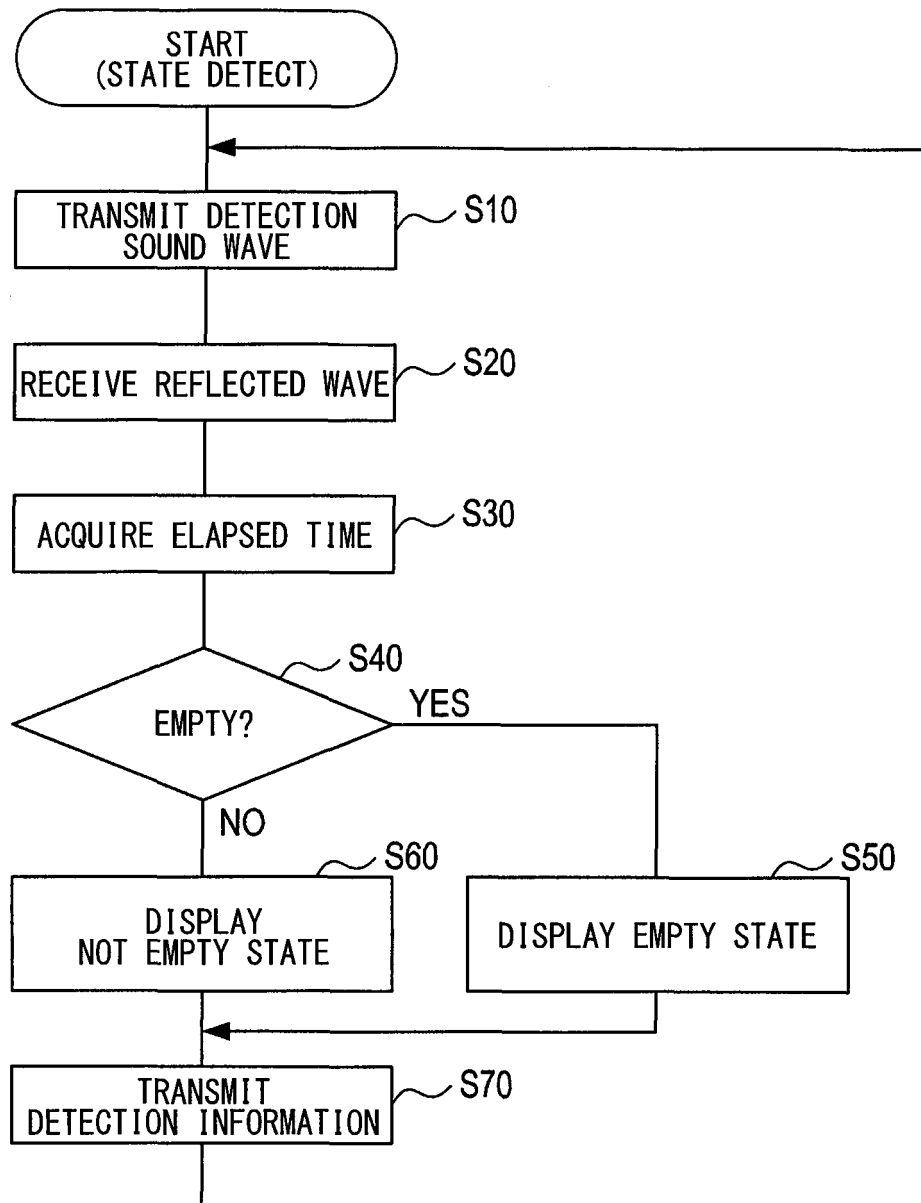 START
(STATE DETECT)
TRANSMIT DETECTION
SOUND WAVE
S10
RECEIVE REFLECTED WAVE
S20
ACQUIRE ELAPSED TIME
S30
S40
EMPTY?
YES
NO
S60
DISPLAY
NOT EMPTY STATE
S50
DISPLAY EMPTY STATE
TRANSMIT
DETECTION INFORMATION
S70